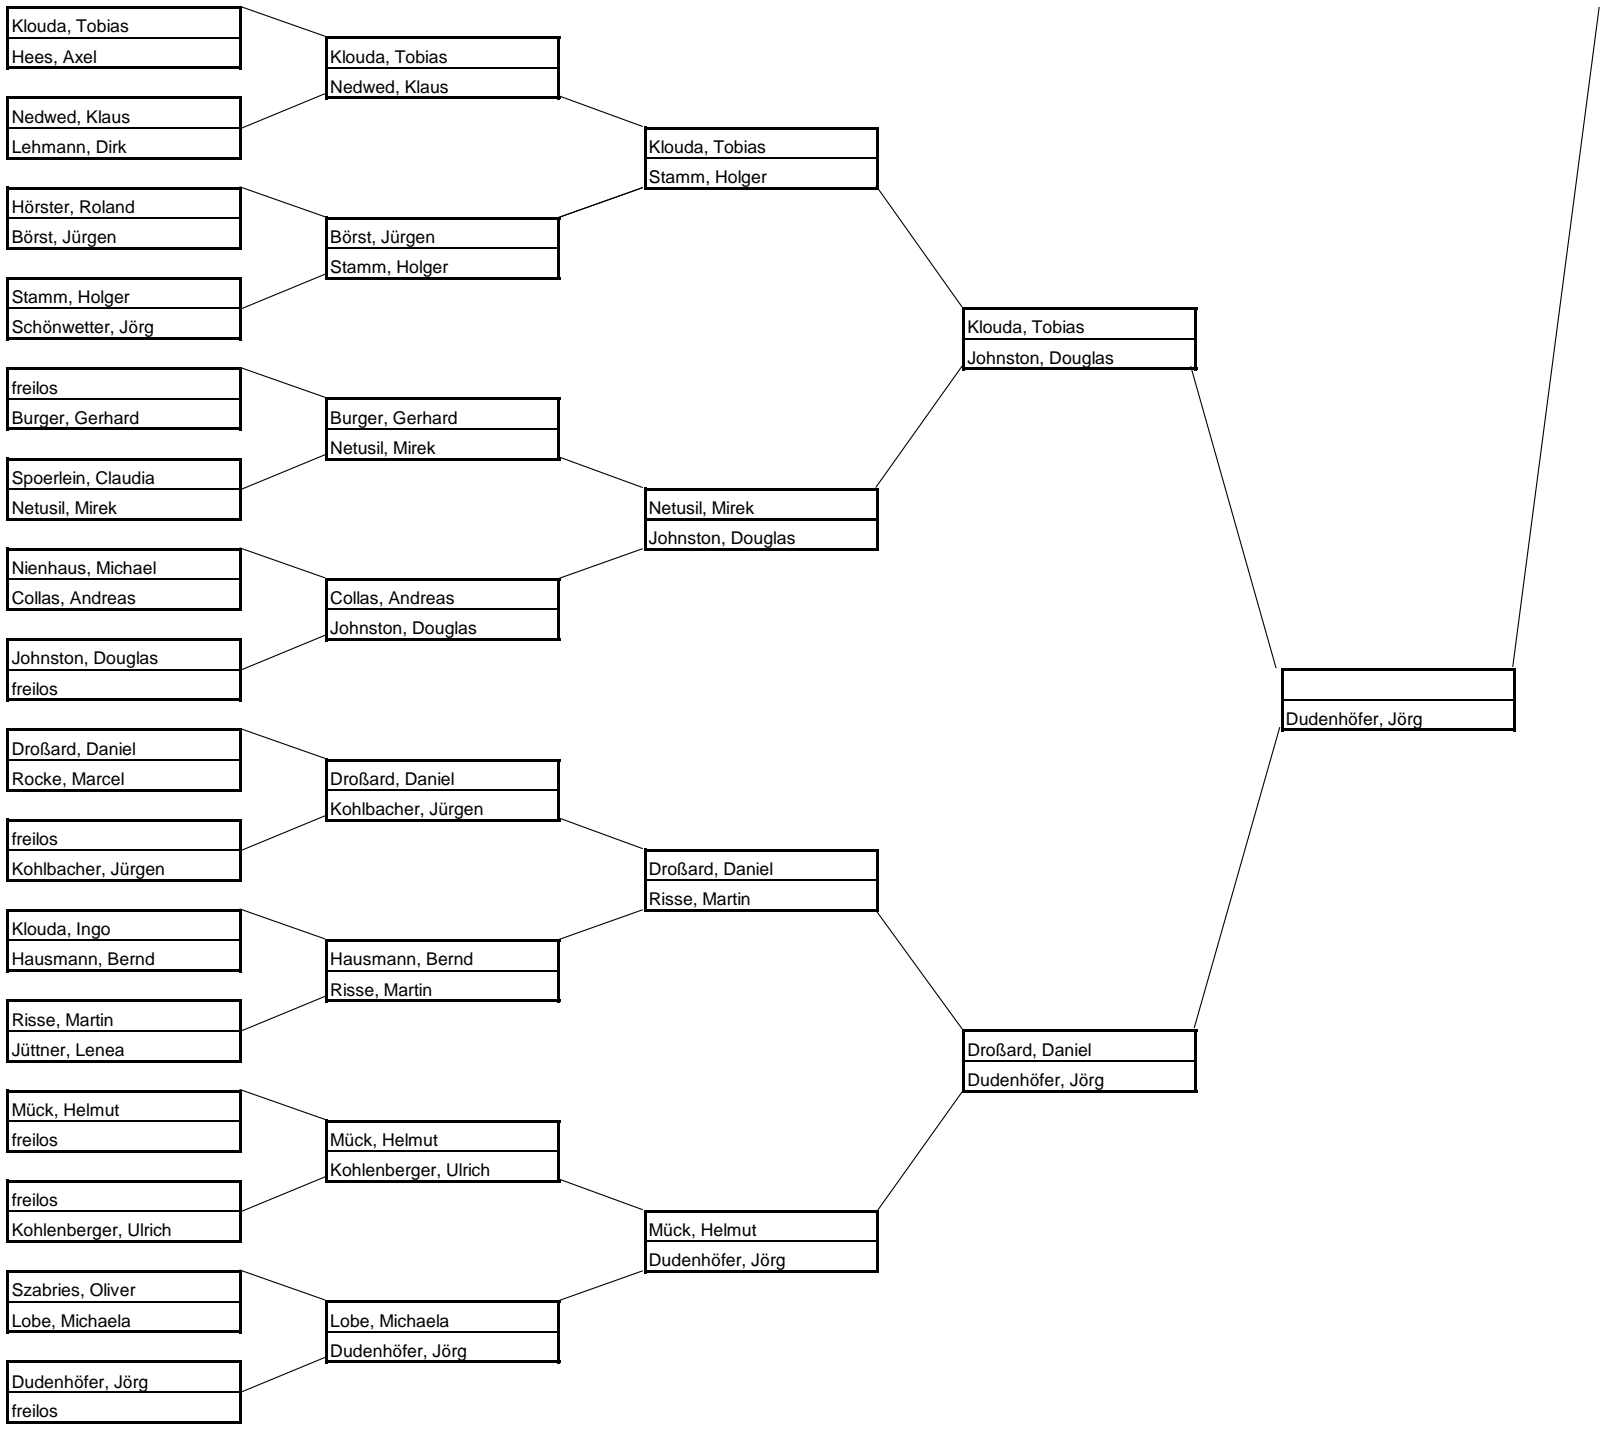 Klouda, Tobias
Hees, Axel
Nedwed, Klaus
Lehmann, Dirk
Hörster, Roland
Börst, Jürgen
Stamm, Holger
Schönwetter, Jörg
freilos
Burger, Gerhard
Spoerlein, Claudia
Netusil, Mirek
Nienhaus, Michael
Collas, Andreas
Johnston, Douglas
freilos
Droßard, Daniel
Rocke, Marcel
freilos
Kohlbacher, Jürgen
Klouda, Ingo
Hausmann, Bernd
Risse, Martin
Jüttner, Lenea
Mück, Helmut
freilos
freilos
Kohlenberger, Ulrich
Szabries, Oliver
Lobe, Michaela
Dudenhöfer, Jörg
freilos
Klouda, Tobias
Nedwed, Klaus
Börst, Jürgen
Stamm, Holger
Burger, Gerhard
Netusil, Mirek
Collas, Andreas
Johnston, Douglas
Droßard, Daniel
Kohlbacher, Jürgen
Hausmann, Bernd
Risse, Martin
Mück, Helmut
Kohlenberger, Ulrich
Lobe, Michaela
Dudenhöfer, Jörg
Klouda, Tobias
Stamm, Holger
Netusil, Mirek
Johnston, Douglas
Droßard, Daniel
Risse, Martin
Mück, Helmut
Dudenhöfer, Jörg
Klouda, Tobias
Johnston, Douglas
Droßard, Daniel
Dudenhöfer, Jörg
Dudenhöfer, Jörg